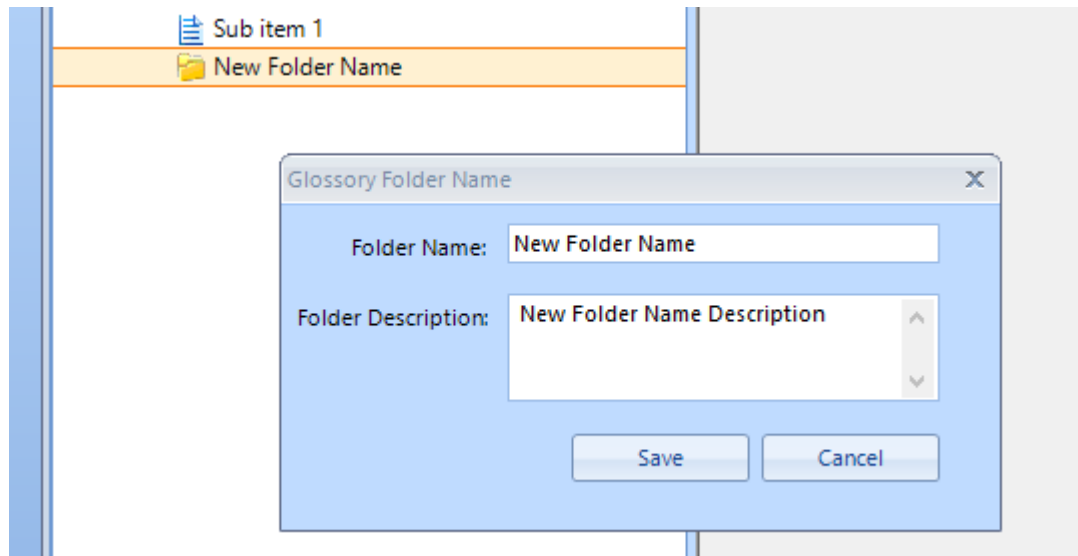 Sub item 1
New Folder Name
Glossory Folder Name
Folder Name: New Folder Name
Folder Description: New Folder Name Description
Save Cancel